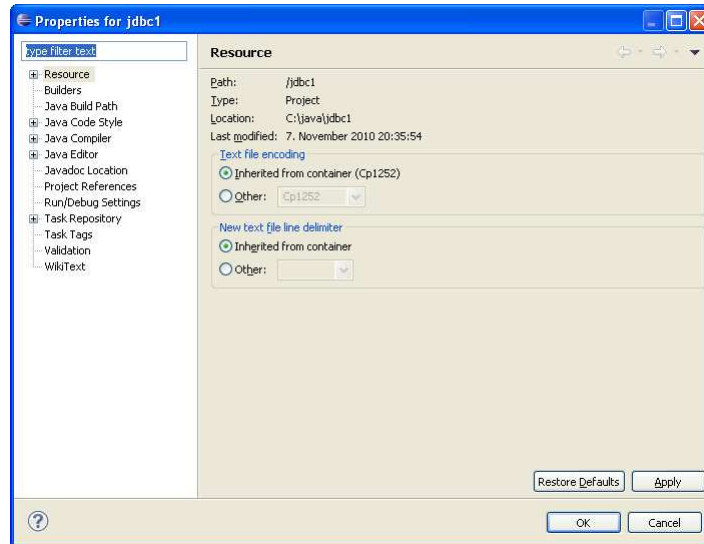 Properties for jdbc1
type filter text
Resource
Builders
Java Build Path
Java Code Style
Java Compiler
Java Editor
Javadoc Location
Project References
Run/Debug Settings
Task Repository
Task Tags
Validation
WikiText
Resource
Path: /jdbc1
Type: Project
Location: C:\java\jdbc1
Last modified: 7. November 2010 20:35:54
Text file encoding
Inherited from container (Cp1252)
Other: Cp1252
New text file line delimiter
Inherited from container
Other:
Restore Defaults Apply
? OK Cancel